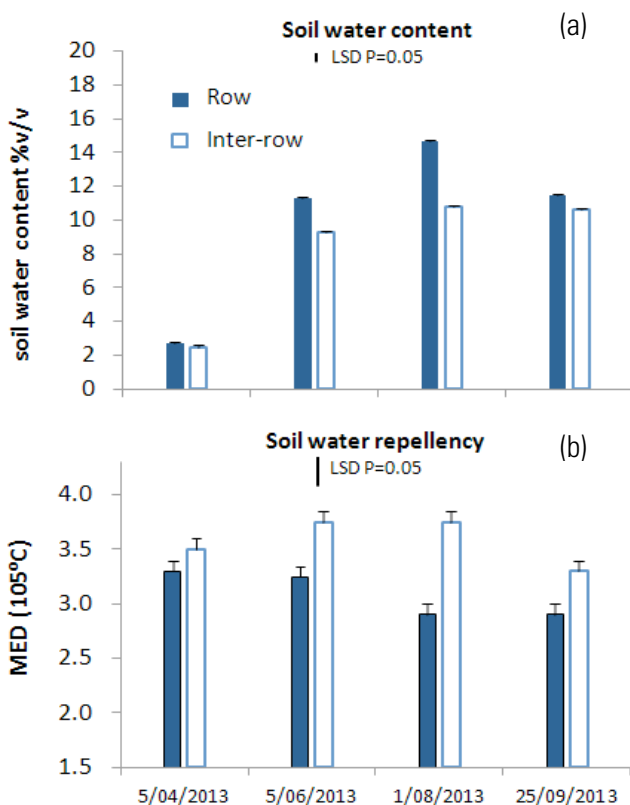 Soil water content
(a)
LSD P=0.05
Row
Inter-row
soil water content %v/v
20
18
16
14
12
10
8
6
4
2
0
Soil water repellency
(b)
LSD P=0.05
MED (105°C)
4.0
3.5
3.0
2.5
2.0
1.5
5/04/2013 5/06/2013 1/08/2013 25/09/2013